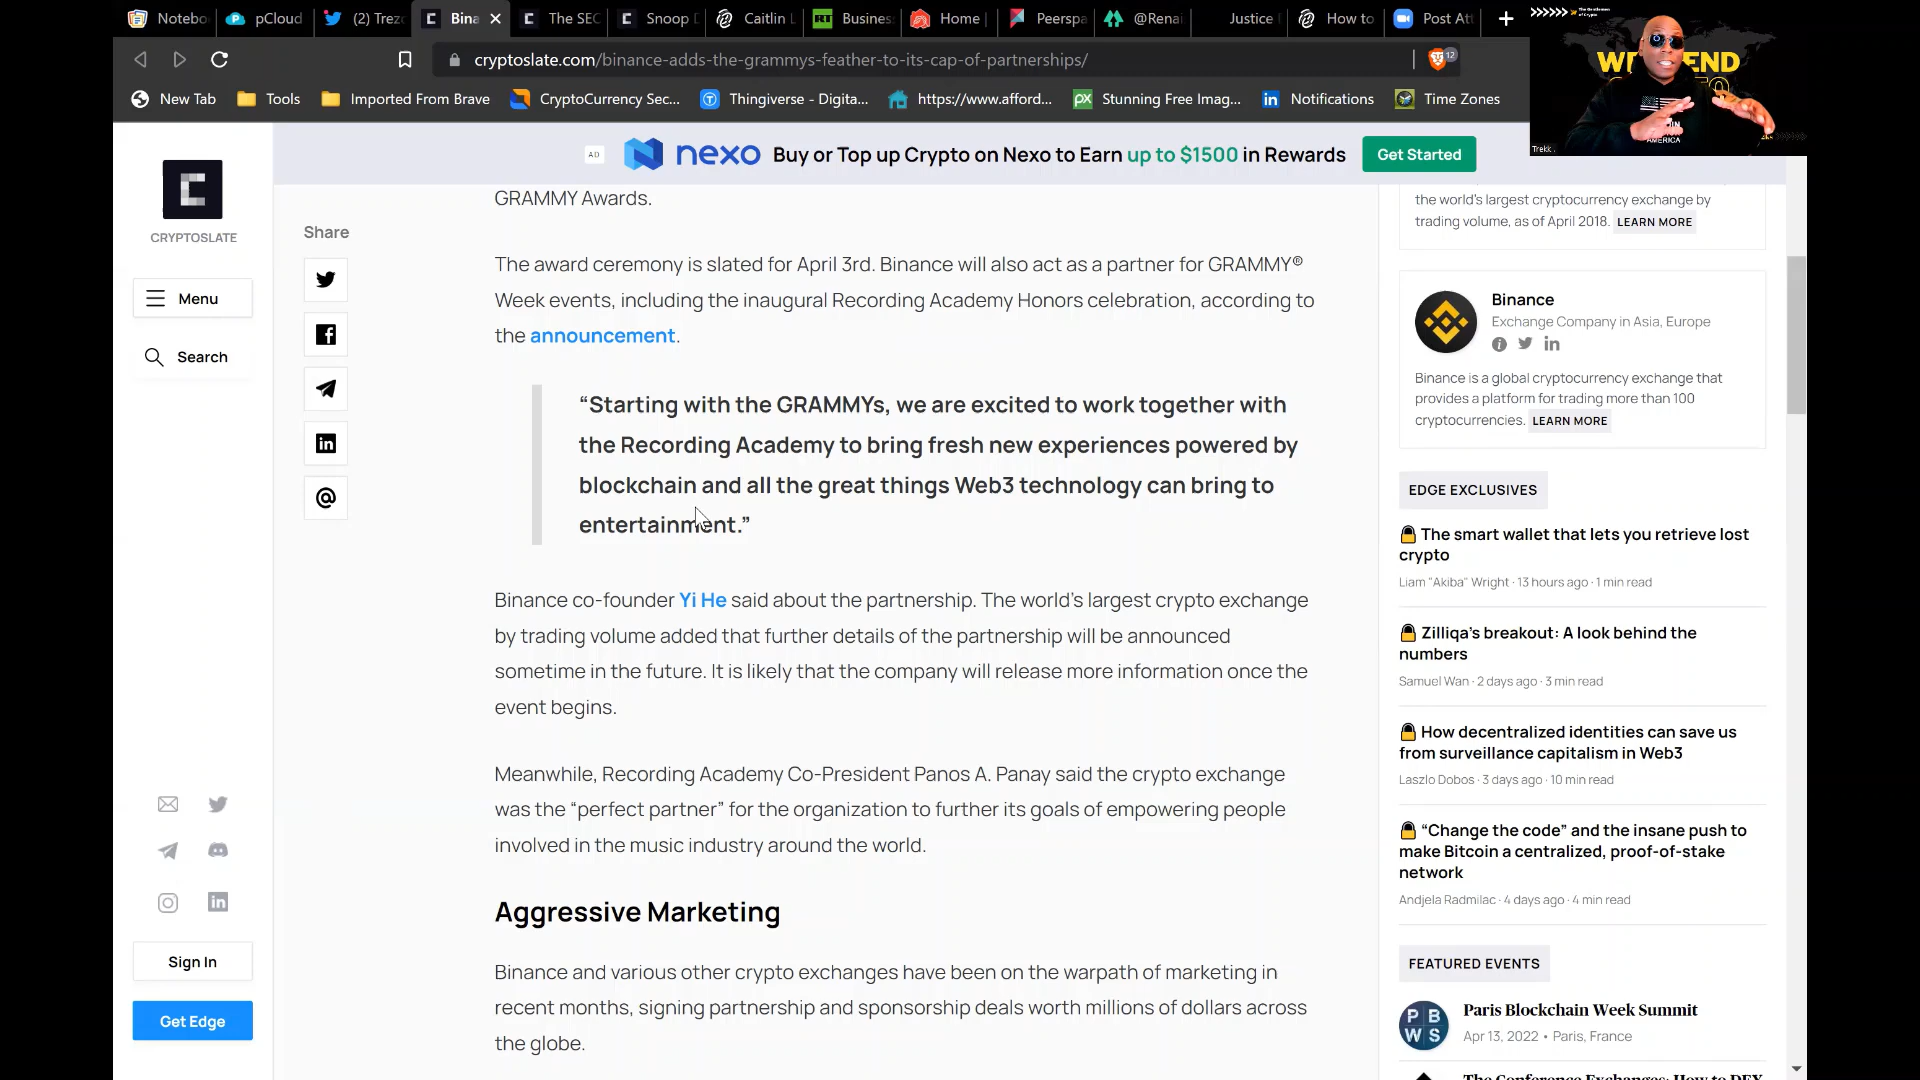 Notebo
pCloud
(2) Trezo
Bina
The SEC
Snoop D
Caitlin L
RT
Busines
Home |
Peerspa
@Renai
Justice f
How to
Post Att
cryptoslate.com/binance-adds-the-grammys-feather-to-its-cap-of-partnerships/
12
New Tab
Tools
Imported From Brave
CryptoCurrency Sec...
Thingiverse - Digita...
https://www.afford...
Stunning Free Imag...
Notifications
Time Zones
AMERICA
Trekk .
CRYPTOSLATE
Menu
Search
Sign In
Get Edge
AD
nexo
Buy or Top up Crypto on Nexo to Earn up to $1500 in Rewards
Get Started
Share
GRAMMY Awards.
The award ceremony is slated for April 3rd. Binance will also act as a partner for GRAMMY®
Week events, including the inaugural Recording Academy Honors celebration, according to
the announcement.
“Starting with the GRAMMYs, we are excited to work together with
the Recording Academy to bring fresh new experiences powered by
blockchain and all the great things Web3 technology can bring to
entertainment.”
Binance co-founder Yi He said about the partnership. The world’s largest crypto exchange
by trading volume added that further details of the partnership will be announced
sometime in the future. It is likely that the company will release more information once the
event begins.
Meanwhile, Recording Academy Co-President Panos A. Panay said the crypto exchange
was the “perfect partner” for the organization to further its goals of empowering people
involved in the music industry around the world.
Aggressive Marketing
Binance and various other crypto exchanges have been on the warpath of marketing in
recent months, signing partnership and sponsorship deals worth millions of dollars across
the globe.
the world's largest cryptocurrency exchange by
trading volume, as of April 2018. LEARN MORE
Binance
Exchange Company in Asia, Europe
Binance is a global cryptocurrency exchange that
provides a platform for trading more than 100
cryptocurrencies. LEARN MORE
EDGE EXCLUSIVES
The smart wallet that lets you retrieve lost
crypto
Liam "Akiba" Wright · 13 hours ago · 1 min read
Zilliqa’s breakout: A look behind the
numbers
Samuel Wan · 2 days ago · 3 min read
How decentralized identities can save us
from surveillance capitalism in Web3
Laszlo Dobos · 3 days ago · 10 min read
“Change the code” and the insane push to
make Bitcoin a centralized, proof-of-stake
network
Andjela Radmilac · 4 days ago · 4 min read
FEATURED EVENTS
PB
WS
Paris Blockchain Week Summit
Apr 13, 2022 • Paris, France